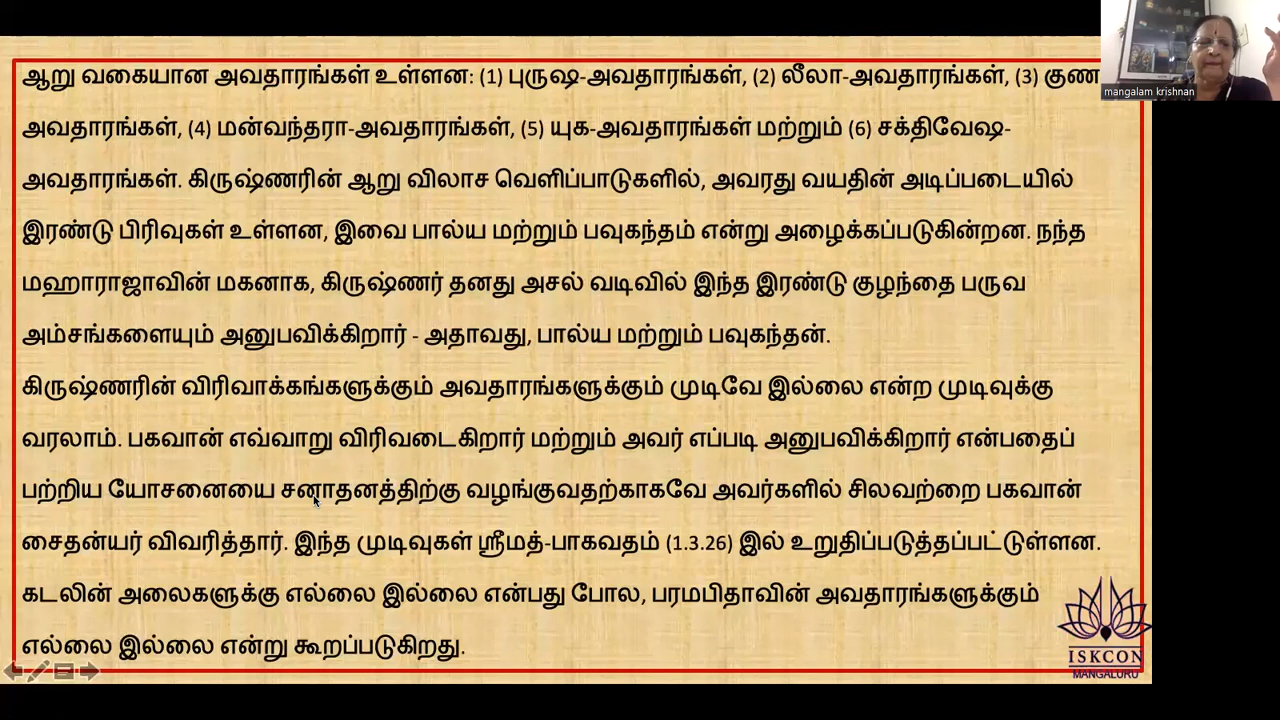 ஆறு வகையான அவதாரங்கள் உள்ளன: (1) புருஷ-அவதாரங்கள், (2) லீலா-அவதாரங்கள், (3) குண
mangalam krishnan
அவதாரங்கள், (4) மன்வந்தரா-அவதாரங்கள், (5) யுக-அவதாரங்கள் மற்றும் (6) சக்திவேஷ-
அவதாரங்கள். கிருஷ்ணரின் ஆறு விலாச வெளிப்பாடுகளில், அவரது வயதின் அடிப்படையில்
இரண்டு பிரிவுகள் உள்ளன, இவை பால்ய மற்றும் பவுகந்தம் என்று அழைக்கப்படுகின்றன. நந்த
மஹாராஜாவின் மகனாக, கிருஷ்ணர் தனது அசல் வடிவில் இந்த இரண்டு குழந்தை பருவ
அம்சங்களையும் அனுபவிக்கிறார் - அதாவது, பால்ய மற்றும் பவுகந்தன்.
கிருஷ்ணரின் விரிவாக்கங்களுக்கும் அவதாரங்களுக்கும் முடிவே இல்லை என்ற முடிவுக்கு
வரலாம். பகவான் எவ்வாறு விரிவடைகிறார் மற்றும் அவர் எப்படி அனுபவிக்கிறார் என்பதைப்
பற்றிய யோசனையை சனாதனத்திற்கு வழங்குவதற்காகவே அவர்களில் சிலவற்றை பகவான்
சைதன்யர் விவரித்தார். இந்த முடிவுகள் ஸ்ரீமத்-பாகவதம் (1.3.26) இல் உறுதிப்படுத்தப்பட்டுள்ளன.
கடலின் அலைகளுக்கு எல்லை இல்லை என்பது போல, பரமபிதாவின் அவதாரங்களுக்கும்
எல்லை இல்லை என்று கூறப்படுகிறது.
ISKCON
MANGALURU